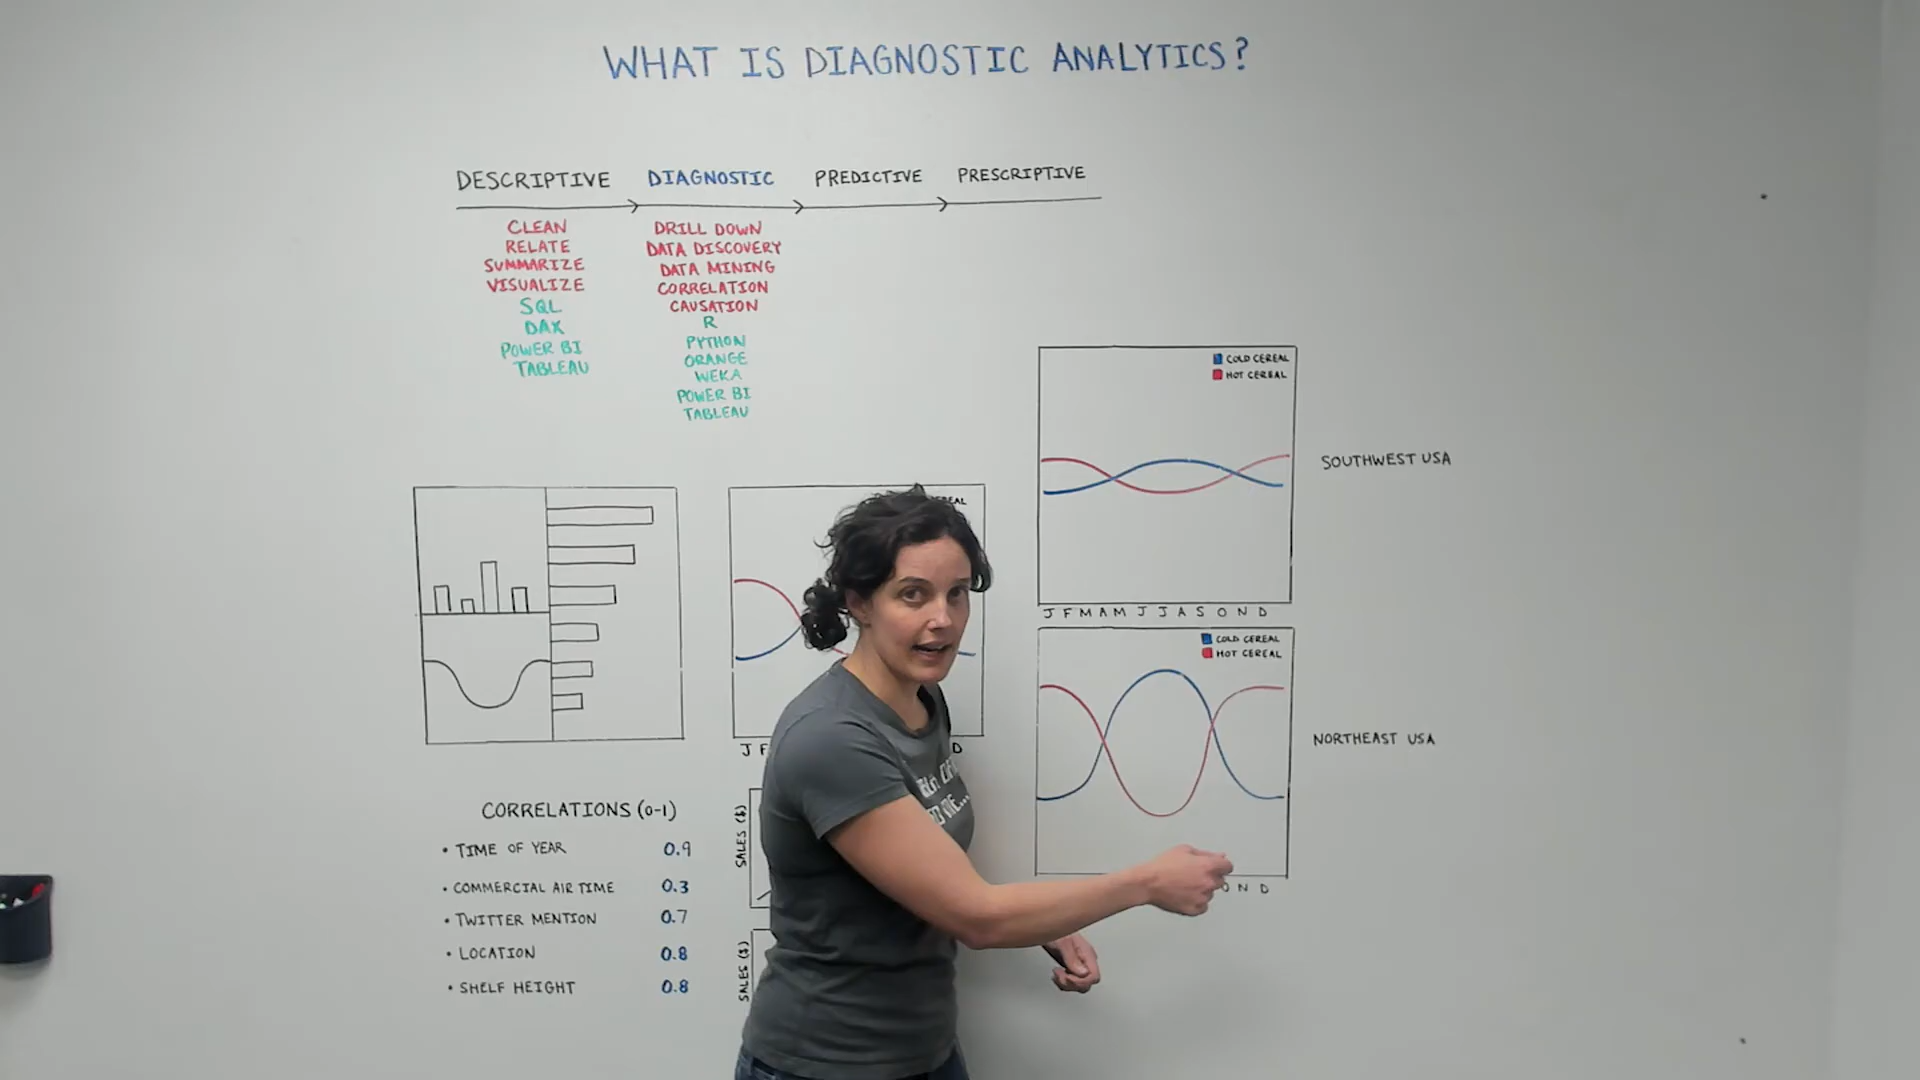 WHAT IS DIAGNOSTIC ANALYTICS?
DESCRIPTIVE DIAGNOSTIC PREDICTIVE PRESCRIPTIVE
CLEAN
RELATE
SUMMARIZE
VISUALIZE
SQL
DAX
POWER BI
TABLEAU
DRILL DOWN
DATA DISCOVERY
DATA MINING
CORRELATION
CAUSATION
R
PYTHON
ORANGE
WEKA
POWER BI
TABLEAU
COLD CEREAL
HOT CEREAL
SOUTHWEST USA
J F M A M J J A S O N D
COLD CEREAL
HOT CEREAL
NORTHEAST USA
O N D
J F
D
CORRELATIONS (0-1)
• TIME OF YEAR 0.9
• COMMERCIAL AIR TIME 0.3
• TWITTER MENTION 0.7
• LOCATION 0.8
• SHELF HEIGHT 0.8
SALES ($)
SALES ($)